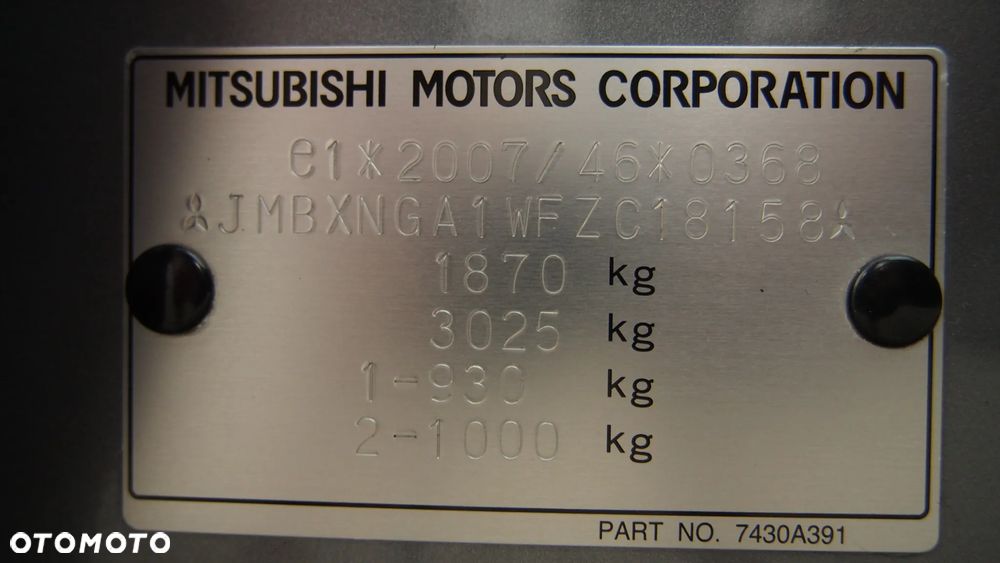 MITSUBISHI MOTORS CORPORATION
e1*2007/46*0368
JMBXNGA1WFZC18158
1870 kg
3025 kg
1-930 kg
2-1000 kg
PART NO. 7430A391
OTOMOTO